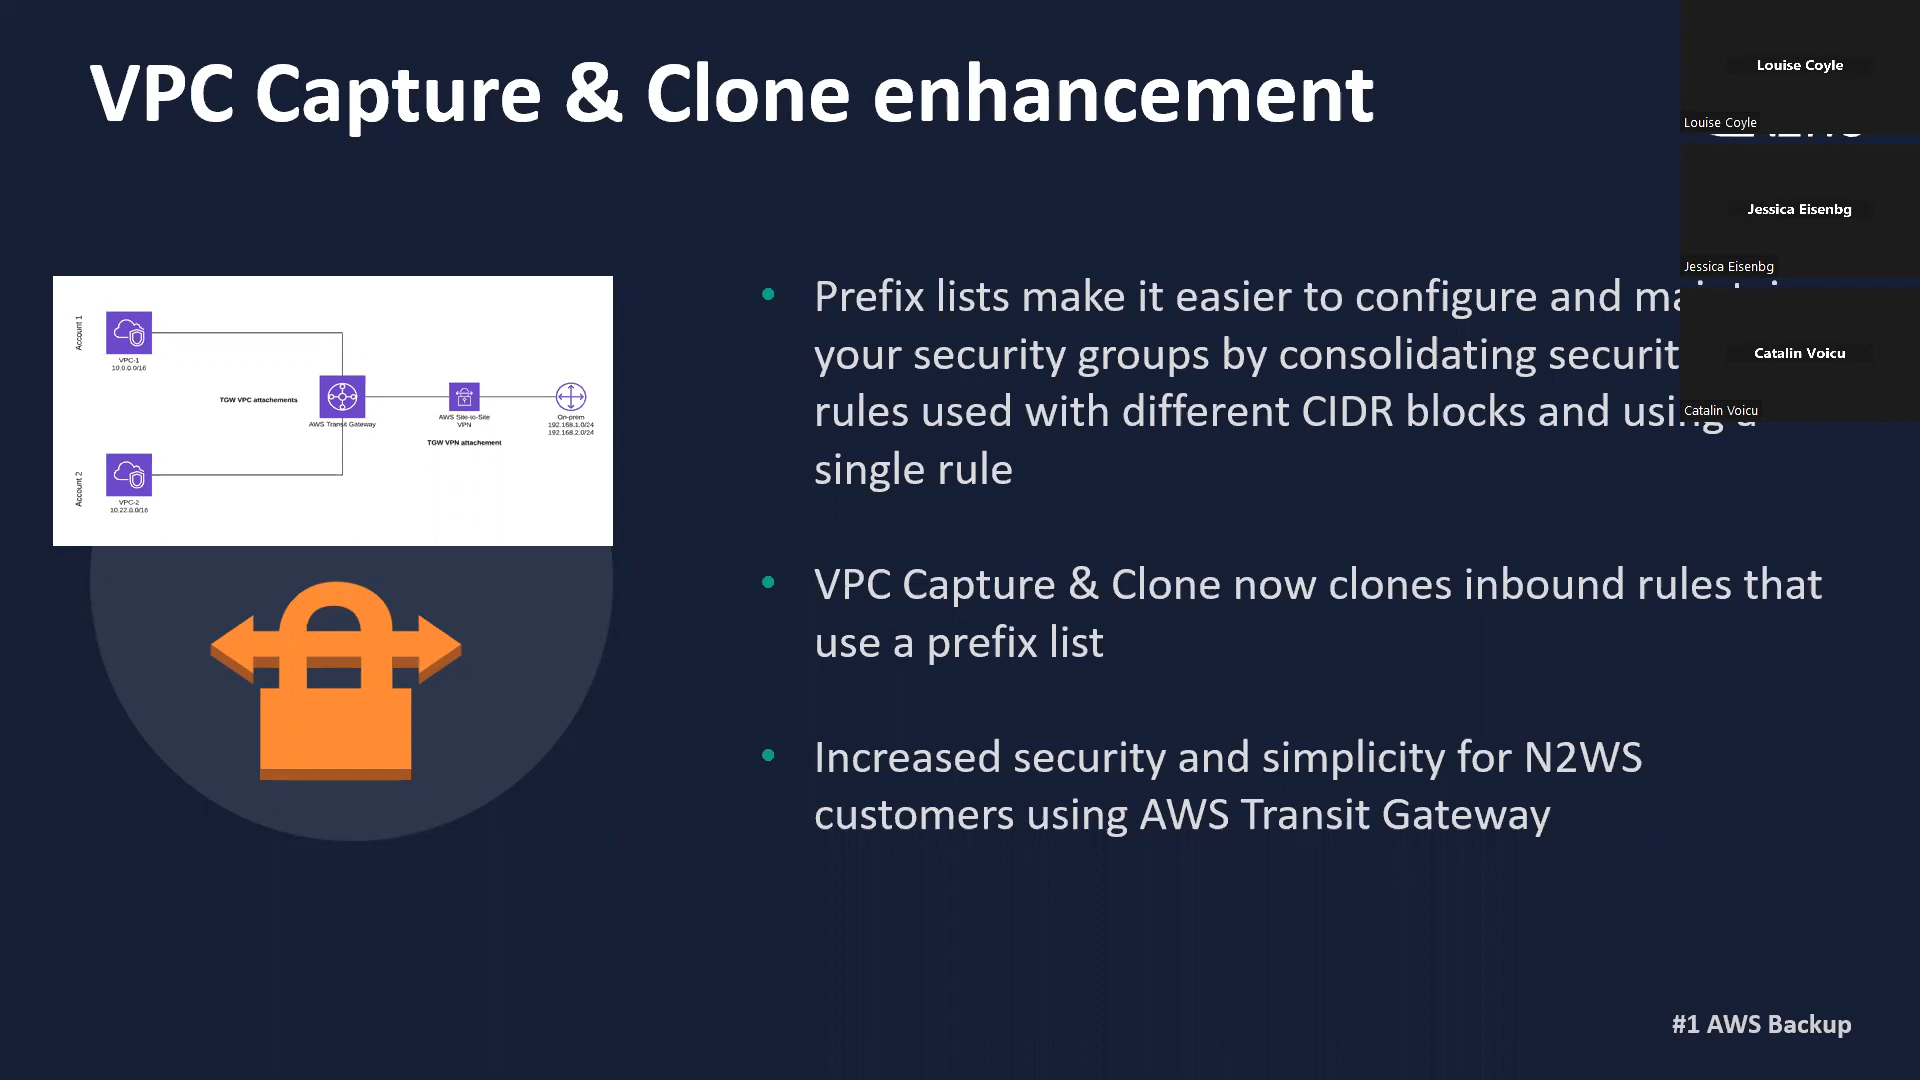 VPC Capture & Clone enhancement
Louise Coyle
Louise Coyle
Jessica Eisenbg
Jessica Eisenbg
Catalin Voicu
Catalin Voicu
Account 1
VPC-1
10.0.0.0/16
TGW VPC attachements
AWS Transit Gateway
AWS Site-to-Site
VPN
TGW VPN attachement
On-prem
192.168.1.0/24
192.168.2.0/24
Account 2
VPC-2
10.22.0.0/16
• Prefix lists make it easier to configure and
your security groups by consolidating
rules used with different CIDR blocks and using a
single rule
• VPC Capture & Clone now clones inbound rules that
use a prefix list
• Increased security and simplicity for N2WS
customers using AWS Transit Gateway
#1 AWS Backup